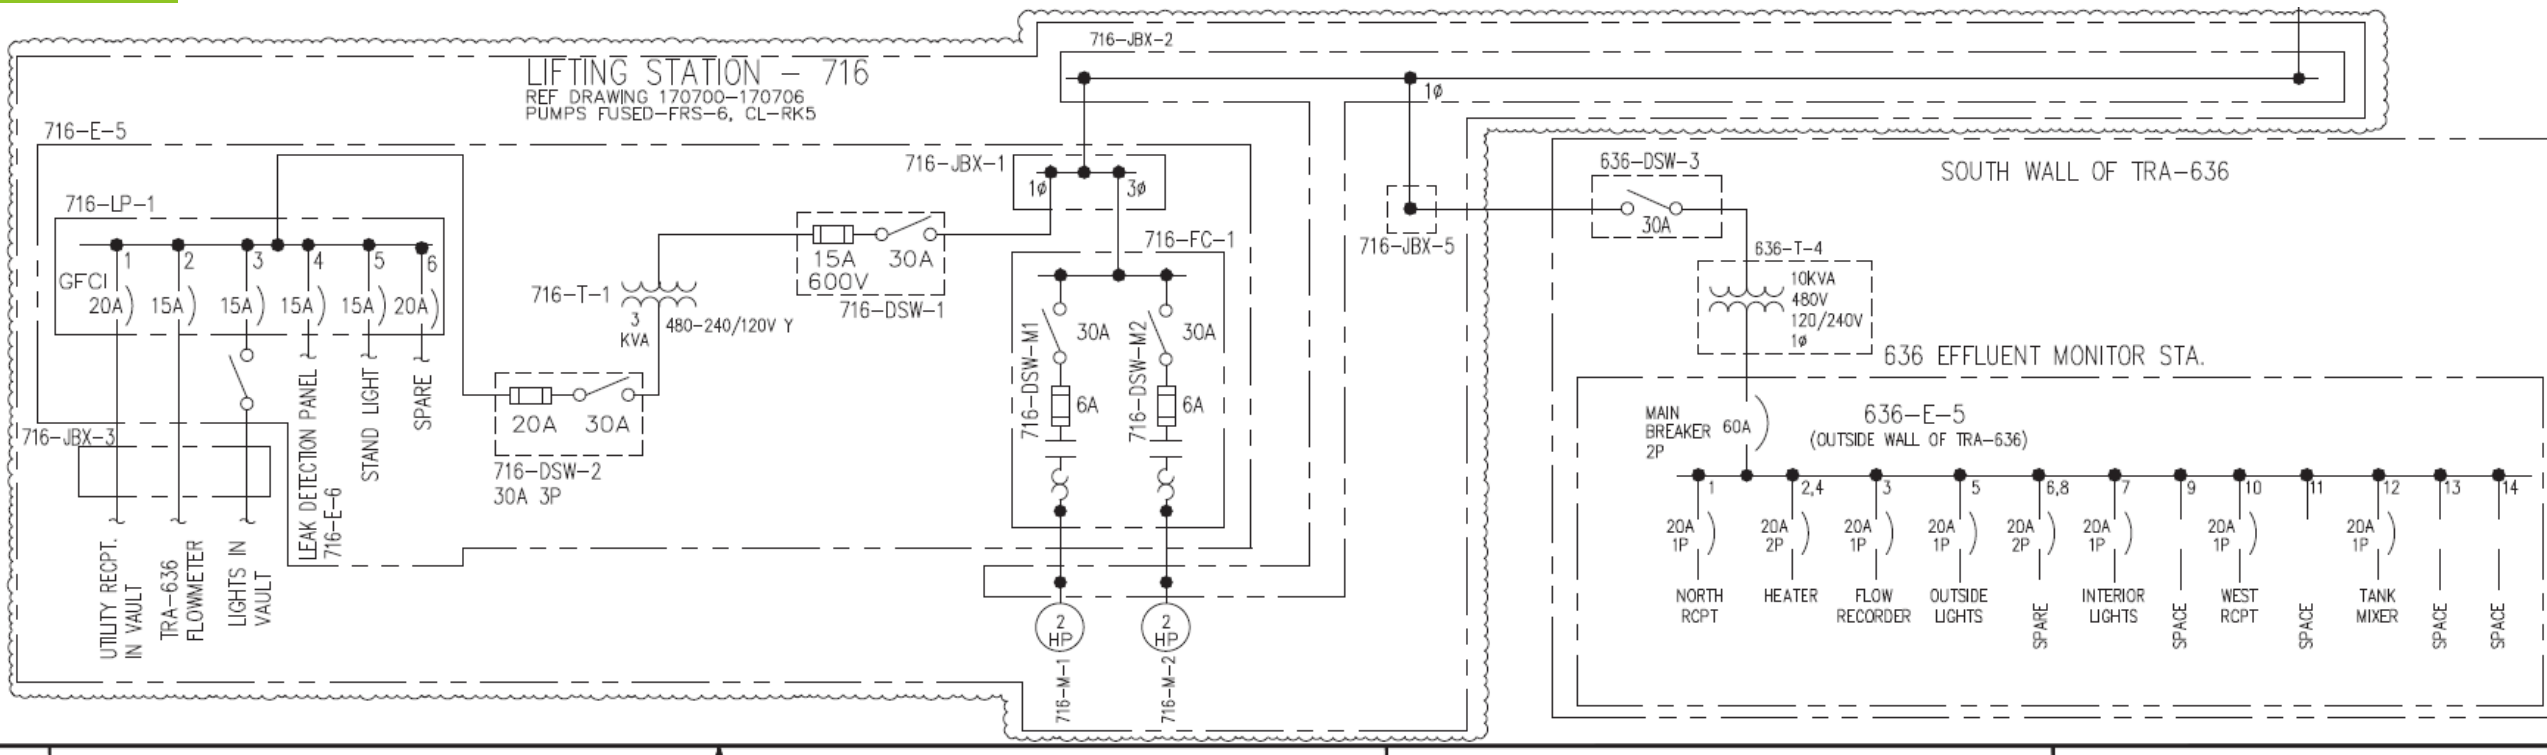 716-JBX-2
LIFTING STATION - 716
REF DRAWING 170700-170706
PUMPS FUSED-FRS-6, CL-RK5
1ø
716-E-5
716-LP-1
1
2
3
4
5
6
GFCI
20A
15A
15A
15A
15A
20A
716-JBX-3
UTILITY RECPT.
IN VAULT
TRA-636
FLOWMETER
LIGHTS IN
VAULT
LEAK DETECTION PANEL
716-E-6
STAND LIGHT
SPARE
20A
30A
716-DSW-2
30A 3P
716-T-1
3
KVA
480-240/120V Y
15A
600V
30A
716-DSW-1
716-JBX-1
1ø
3ø
716-FC-1
716-DSW-M1
30A
6A
716-DSW-M2
30A
6A
2
HP
716-M-1
2
HP
716-M-2
716-JBX-5
636-DSW-3
30A
SOUTH WALL OF TRA-636
636-T-4
10KVA
480V
120/240V
1ø
636 EFFLUENT MONITOR STA.
MAIN
BREAKER
2P
60A
636-E-5
(OUTSIDE WALL OF TRA-636)
1
2,4
3
5
6,8
7
9
10
11
12
13
14
20A
1P
20A
2P
20A
1P
20A
1P
20A
2P
20A
1P
20A
1P
20A
1P
NORTH
RCPT
HEATER
FLOW
RECORDER
OUTSIDE
LIGHTS
SPARE
INTERIOR
LIGHTS
SPACE
WEST
RCPT
SPACE
TANK
MIXER
SPACE
SPACE